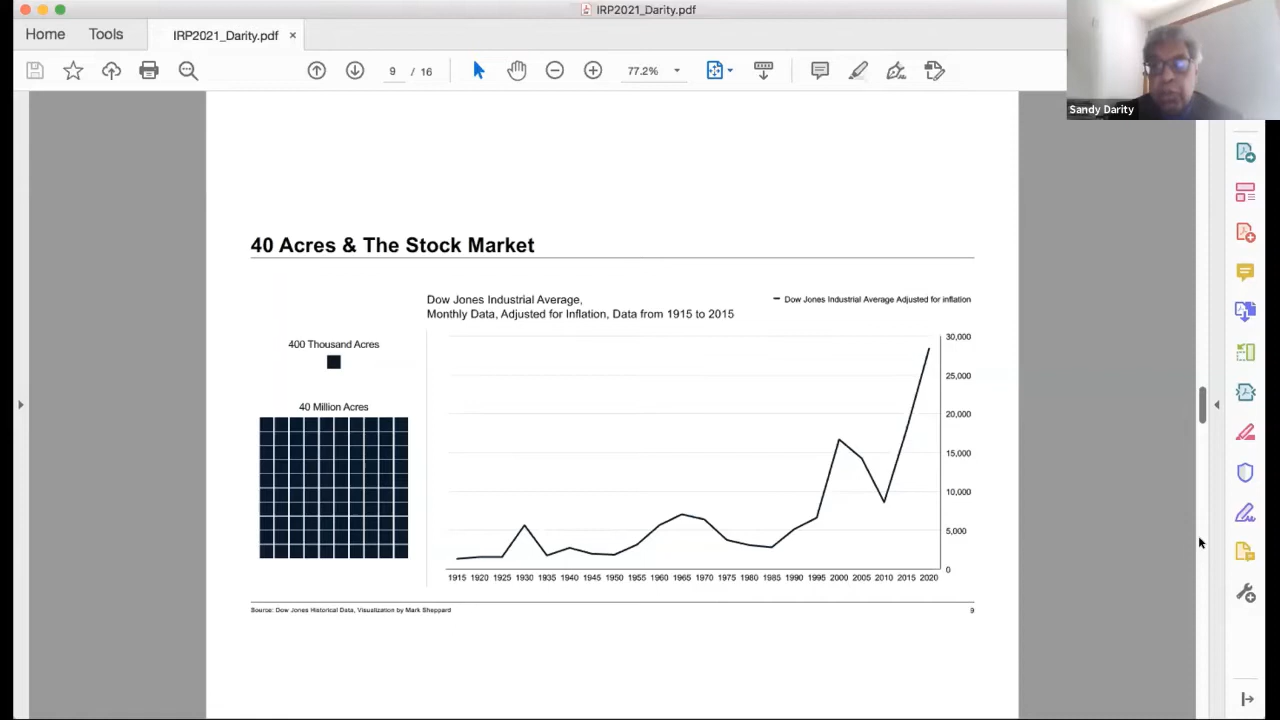 IRP2021_Darity.pdf
Home
Tools
IRP2021_Darity.pdf ×
9 / 16
77.2%
Sandy Darity
40 Acres & The Stock Market
Dow Jones Industrial Average,
Monthly Data, Adjusted for Inflation, Data from 1915 to 2015
Dow Jones Industrial Average Adjusted for inflation
400 Thousand Acres
40 Million Acres
30,000
25,000
20,000
15,000
10,000
5,000
0
1915 1920 1925 1930 1935 1940 1945 1950 1955 1960 1965 1970 1975 1980 1985 1990 1995 2000 2005 2010 2015 2020
Source: Dow Jones Historical Data, Visualization by Mark Sheppard
9